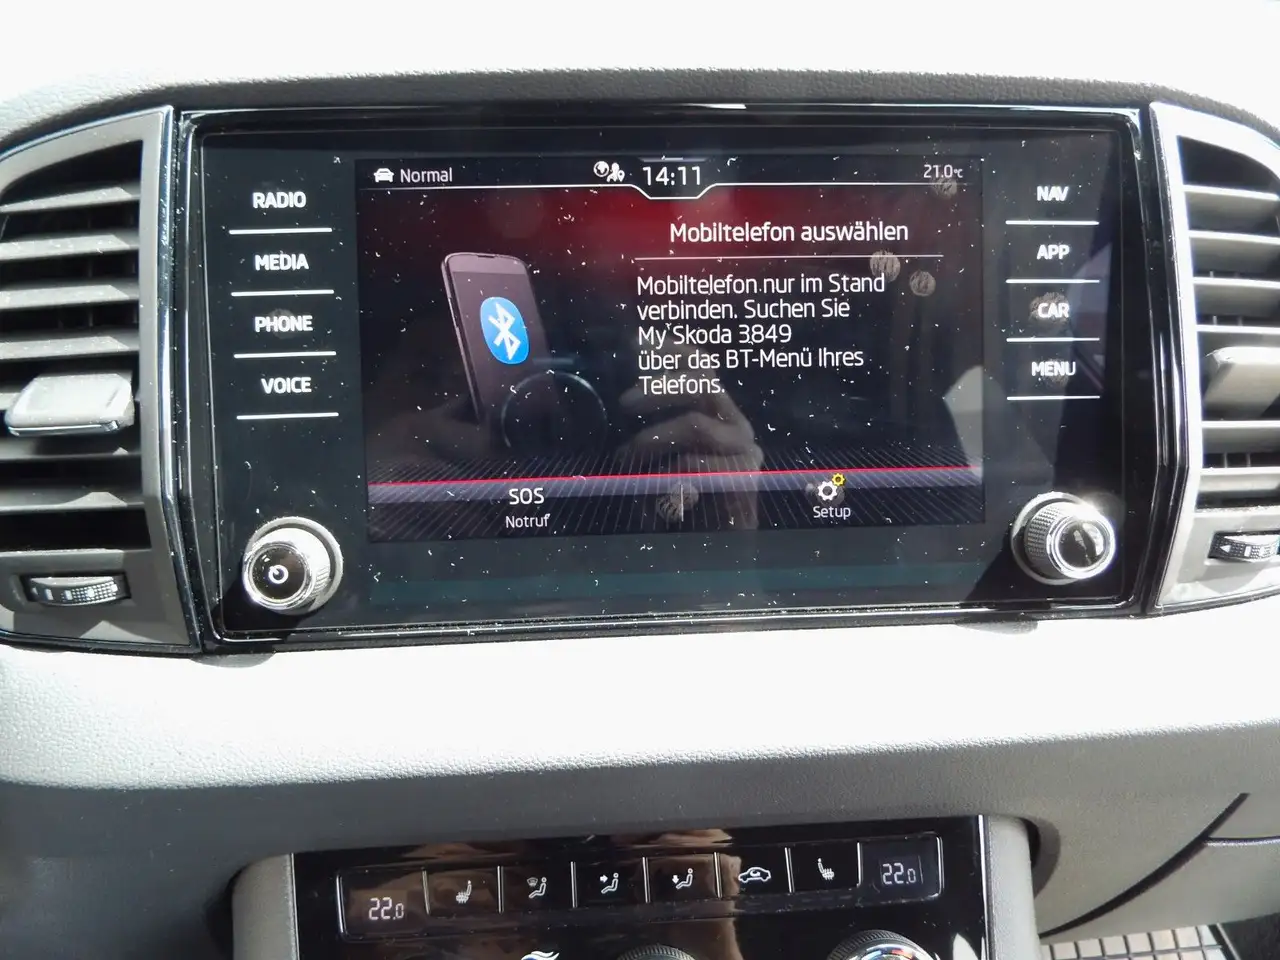 Normal
14:11
21.0°C
RADIO
MEDIA
PHONE
VOICE
Mobiltelefon auswählen
Mobiltelefon nur im Stand
verbinden. Suchen Sie
My Skoda 3849
über das BT-Menü Ihres
Telefons.
SOS
Notruf
Setup
NAV
APP
CAR
MENU
22.0
22.0